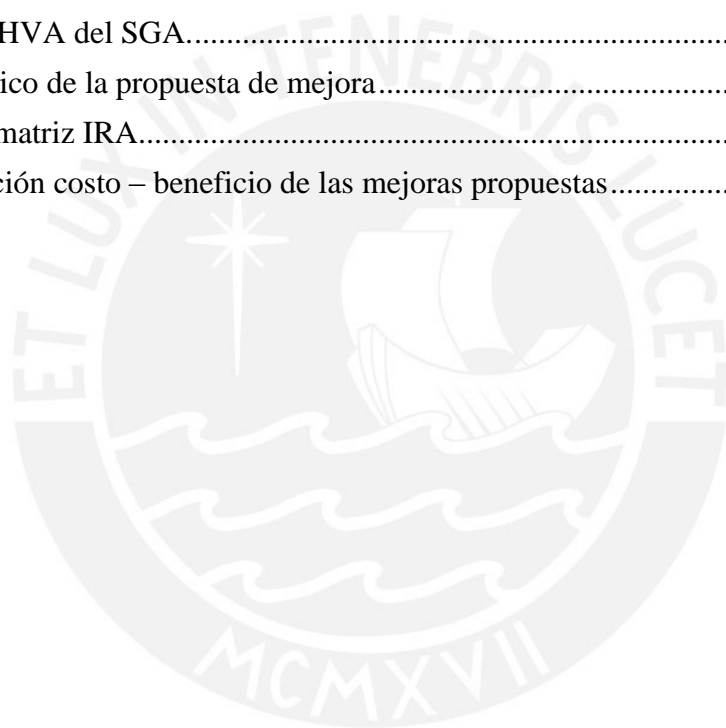 HVA del SGA.......................................................................
ico de la propuesta de mejora..............................................
matriz IRA.............................................................................
ción costo – beneficio de las mejoras propuestas...............
ET LUX IN TENEBRIS LUCET
MCMXVII